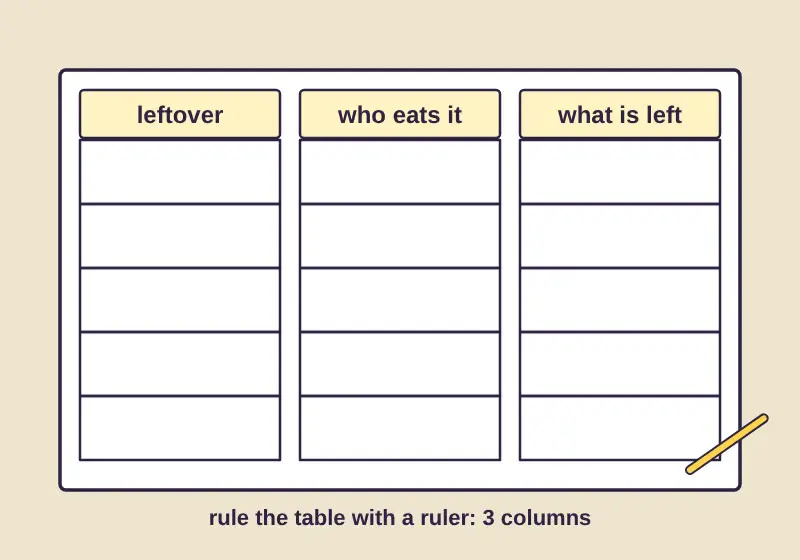 leftover
who eats it
what is left
rule the table with a ruler: 3 columns